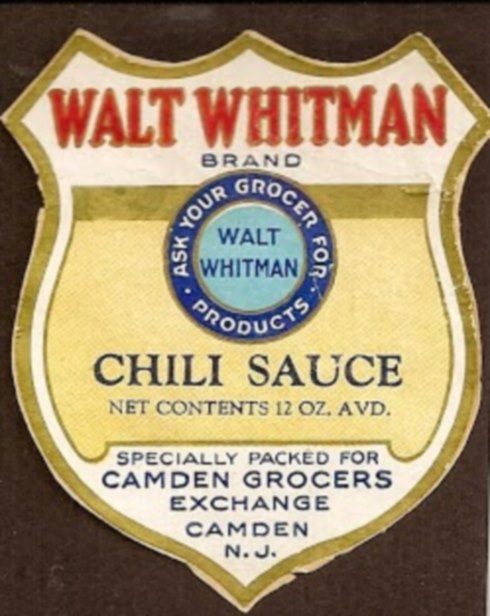 WALT WHITMAN
BRAND
ASK YOUR GROCER FOR
WALT
WHITMAN
· PRODUCTS ·
CHILI SAUCE
NET CONTENTS 12 OZ. AVD.
SPECIALLY PACKED FOR
CAMDEN GROCERS
EXCHANGE
CAMDEN
N. J.